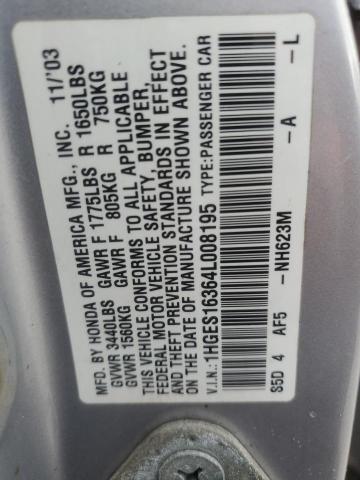 MFD. BY HONDA OF AMERICA MFG., INC. 11/'03
GVWR 3440LBS GAWR F 1775LBS R 1650LBS
GVWR 1560KG GAWR F 805KG R 750KG
THIS VEHICLE CONFORMS TO ALL APPLICABLE
FEDERAL MOTOR VEHICLE SAFETY, BUMPER,
AND THEFT PREVENTION STANDARDS IN EFFECT
ON THE DATE OF MANUFACTURE SHOWN ABOVE.
V.I.N.: 1HGES16364L008195 TYPE:PASSENGER CAR
S5D 4 AF5 -NH623M -A -L